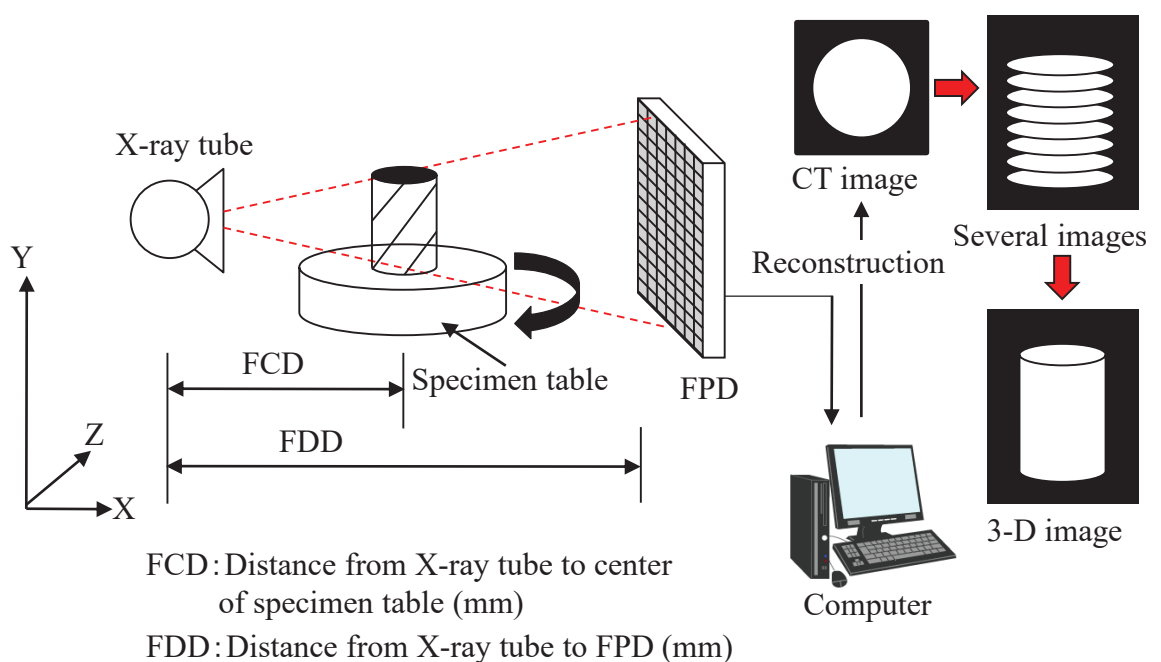 X-ray tube
CT image
Several images
Y
Reconstruction
FCD
Specimen table
FPD
Z
FDD
X
3-D image
Computer
FCD : Distance from X-ray tube to center
of specimen table (mm)
FDD : Distance from X-ray tube to FPD (mm)